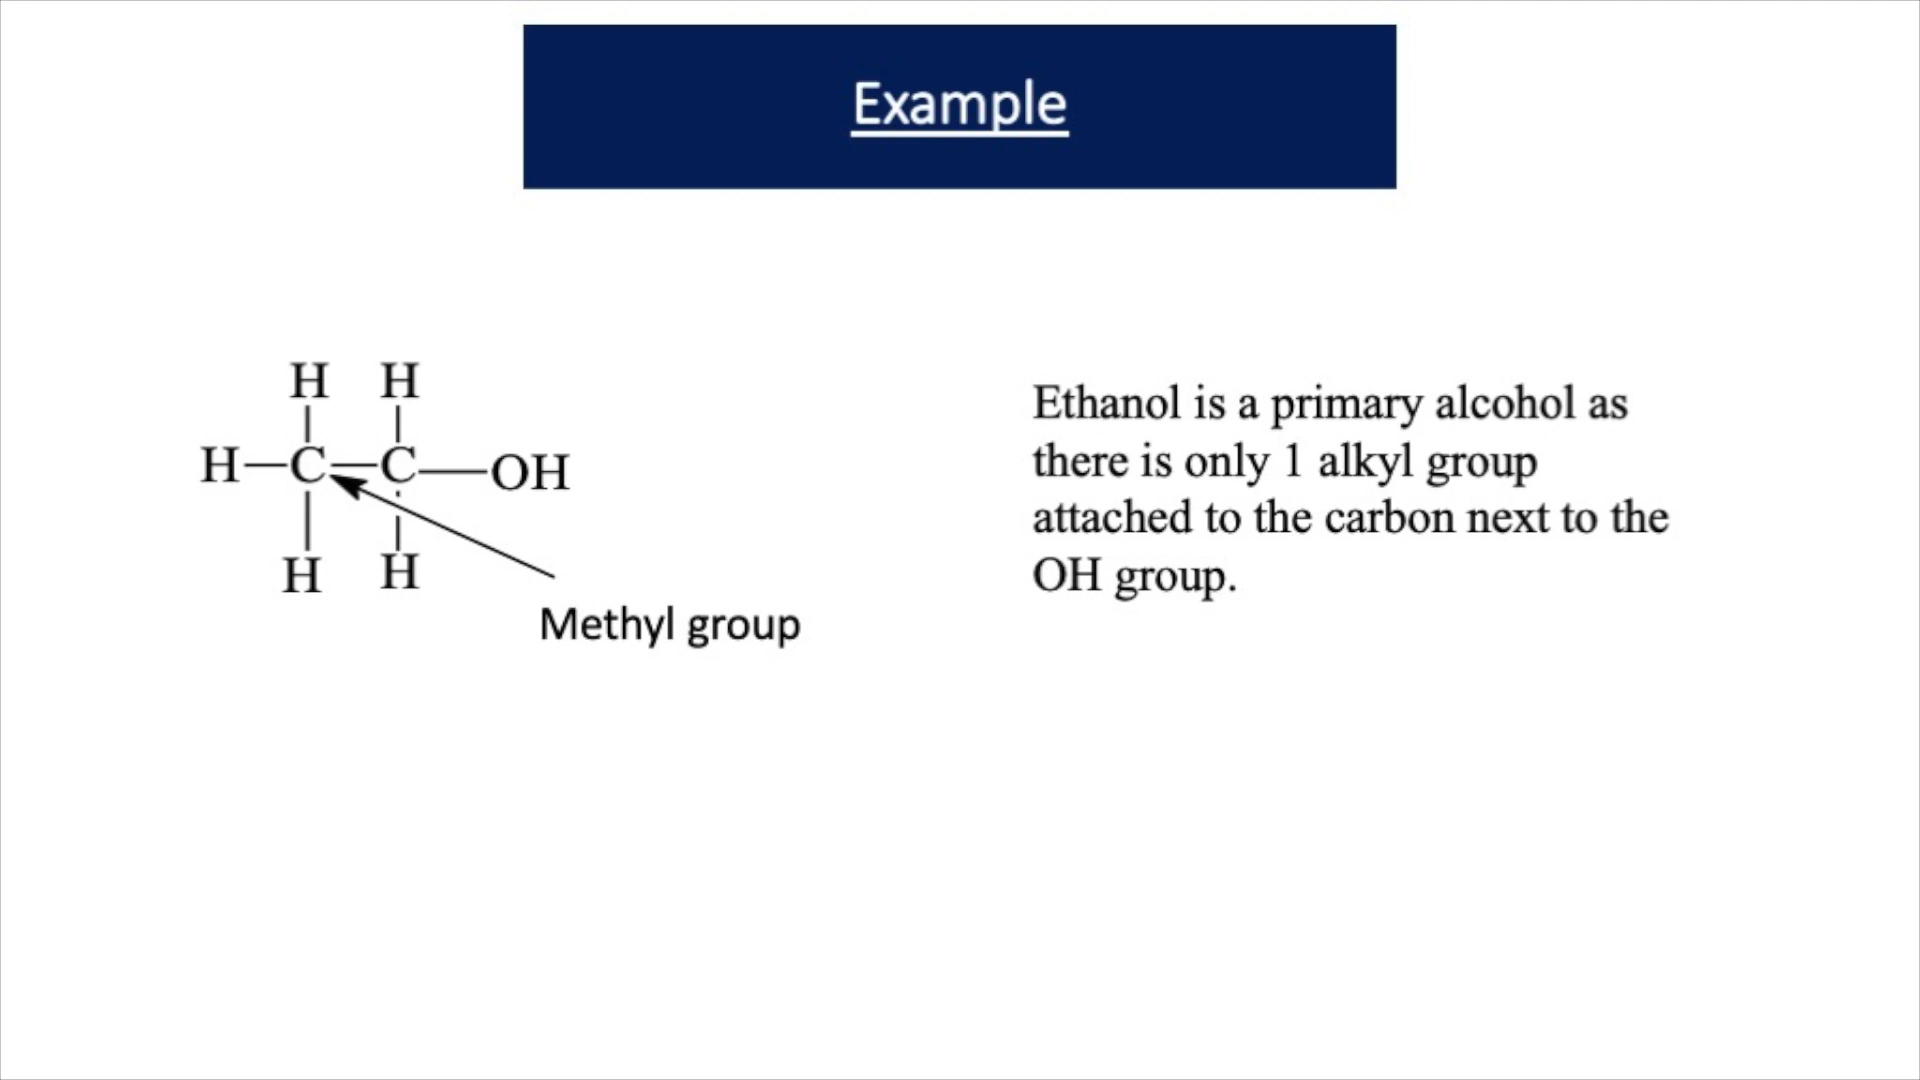 Example
H H
H—C—C—OH
H H
Methyl group
Ethanol is a primary alcohol as
there is only 1 alkyl group
attached to the carbon next to the
OH group.